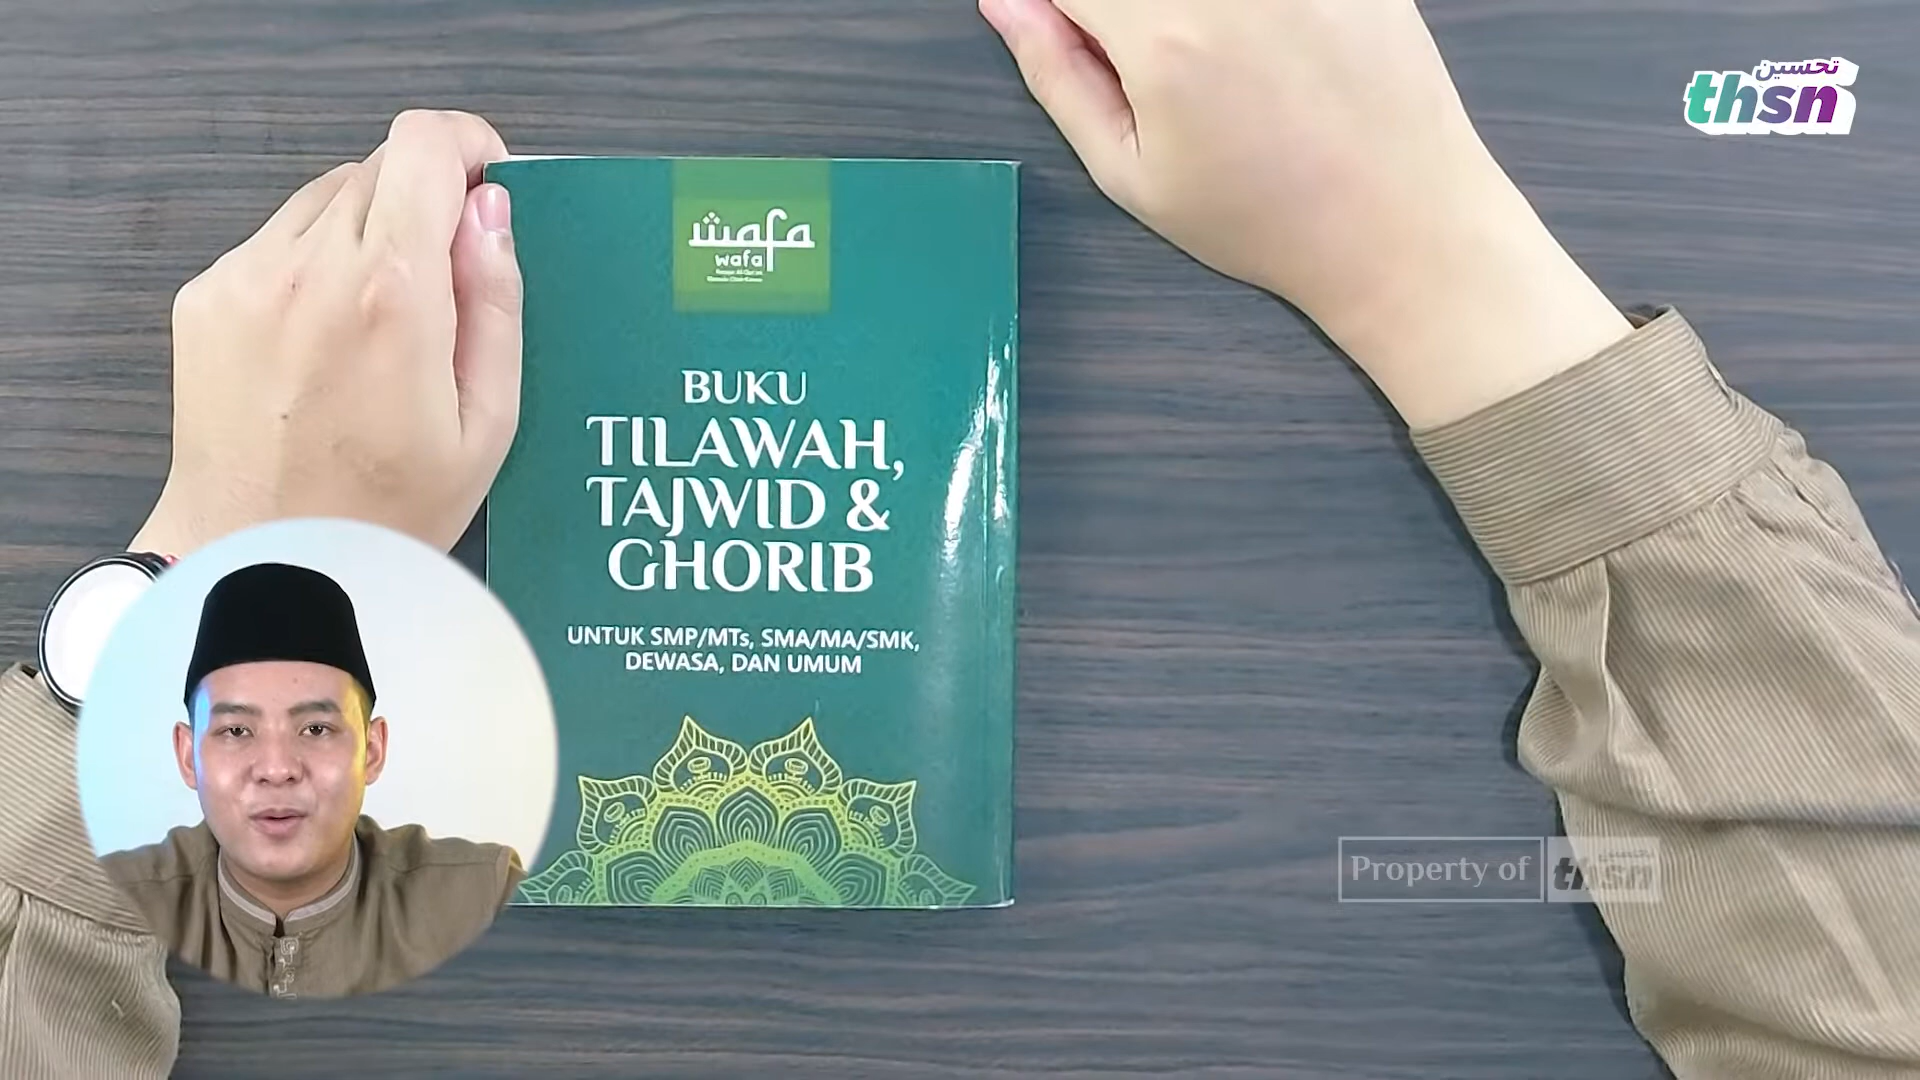 تحسين
thsn
wafa
wafa
BUKU
TILAWAH,
TAJWID &
GHORIB
UNTUK SMP/MTs, SMA/MA/SMK,
DEWASA, DAN UMUM
Property of thsn